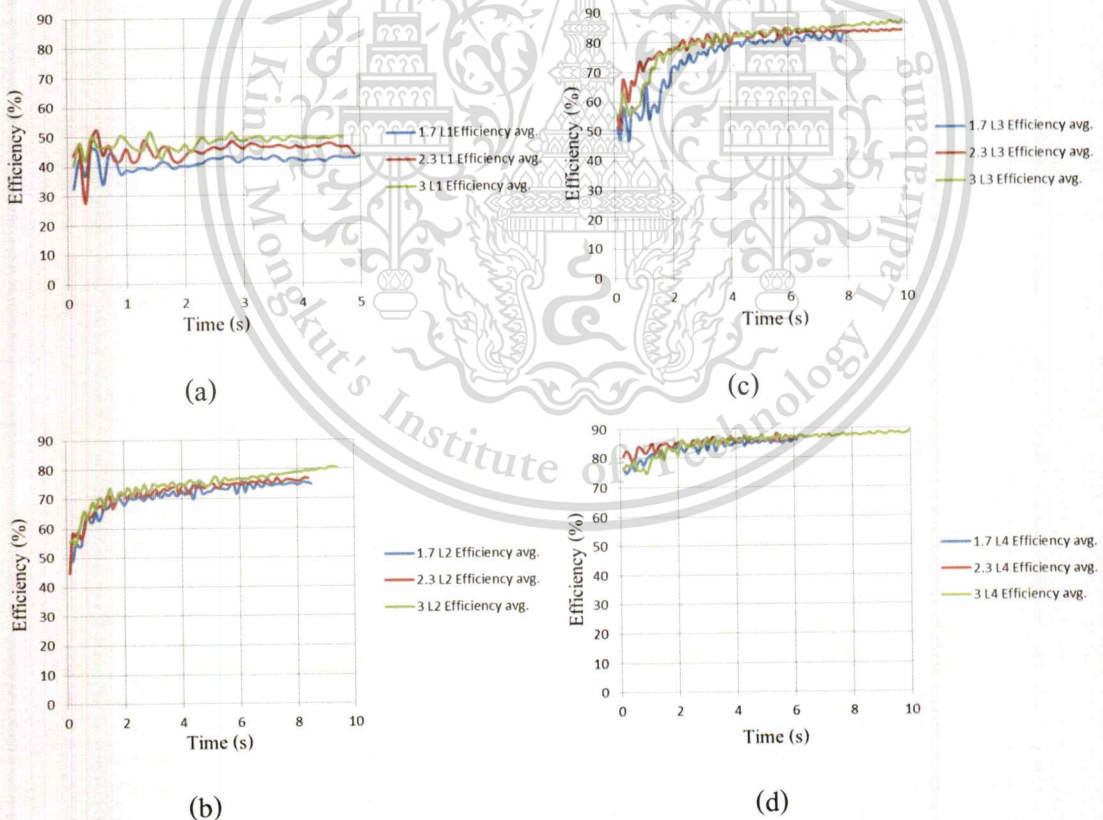 90
80
70
60
50
40
30
20
10
0
0 1 2 3 4 5
Efficiency (%)
Time (s)
1.7 L1Efficiency avg.
2.3 L1 Efficiency avg.
3 L1 Efficiency avg.
(a)
90
80
70
60
50
40
30
20
10
0
0 2 4 6 8 10
Efficiency (%)
Time (s)
1.7 L3 Efficiency avg.
2.3 L3 Efficiency avg.
3 L3 Efficiency avg.
(c)
90
80
70
60
50
40
30
20
10
0
0 2 4 6 8 10
Efficiency (%)
Time (s)
1.7 L2 Efficiency avg.
2.3 L2 Efficiency avg.
3 L2 Efficiency avg.
(b)
90
80
70
60
50
40
30
20
10
0
0 2 4 6 8 10
Efficiency (%)
Time (s)
1.7 L4 Efficiency avg.
2.3 L4 Efficiency avg.
3 L4 Efficiency avg.
(d)
King Mongkut's Institute of Technology Ladkrabang